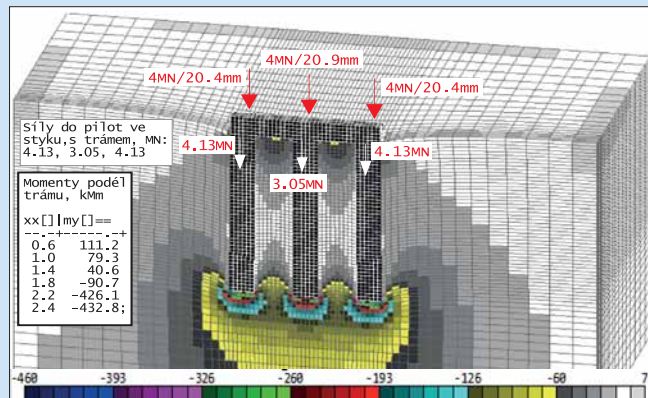 4MN/20.9mm
4MN/20.4mm
4MN/20.4mm
Síly do pilot ve
styku,s trámem, MN:
4.13, 3.05, 4.13
4.13MN
4.13MN
3.05MN
Momenty podél
trámu, kMm
xx[]|my[]==
--.-+-----.-+
0.6 111.2
1.0 79.3
1.4 40.6
1.8 -90.7
2.2 -426.1
2.4 -432.8;
-460 -393 -326 -260 -193 -126 -60 7